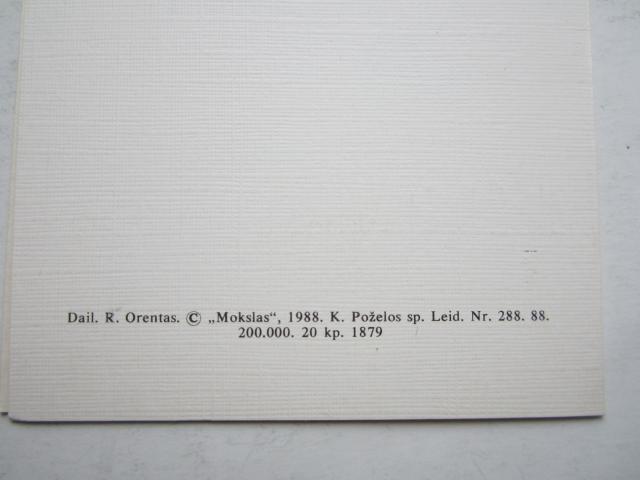 Dail. R. Orentas. © „Mokslas“, 1988. K. Poželos sp. Leid. Nr. 288. 88.
200.000. 20 kp. 1879